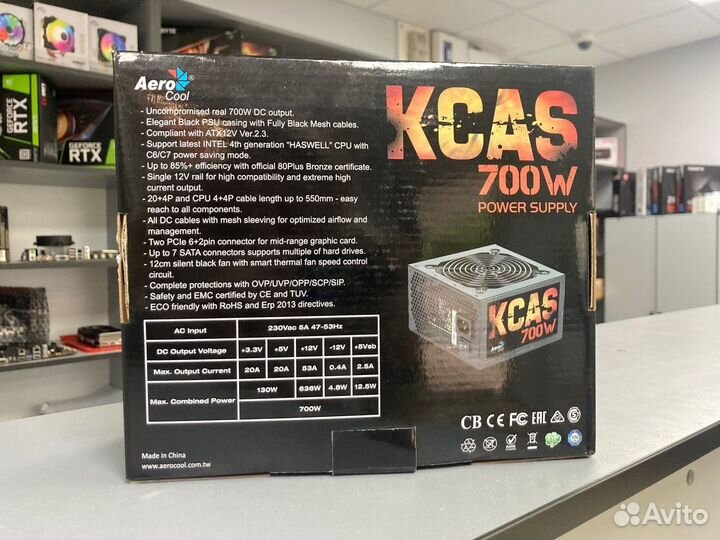 Aero
Cool
KCAS
700W
POWER SUPPLY
- Uncompromised real 700W DC output.
- Elegant Black PSU casing with Fully Black Mesh cables.
- Compliant with ATX12V Ver.2.3.
- Support latest INTEL 4th generation "HASWELL" CPU with
C6/C7 power saving mode.
- Up to 85%+ efficiency with official 80Plus Bronze certificate.
- Single 12V rail for high compatibility and extreme high
current output.
- 20+4P and CPU 4+4P cable length up to 550mm - easy
reach to all components.
- All DC cables with mesh sleeving for optimized airflow and
management.
- Two PCIe 6+2pin connector for mid-range graphic card.
- Up to 7 SATA connectors supports multiple of hard drives.
- 12cm silent black fan with smart thermal fan speed control
circuit.
- Complete protections with OVP/UVP/OPP/SCP/SIP.
- Safety and EMC certified by CE and TUV.
- ECO friendly with RoHS and Erp 2013 directives.
AC Input 230Vac 5A 47-53Hz
DC Output Voltage +3.3V +5V +12V -12V +5Vsb
Max. Output Current 20A 20A 53A 0.4A 2.5A
Max. Combined Power 130W 636W 4.8W 12.5W
700W
KCAS
700W
CB CE FC EAC
Made in China
www.aerocool.com.tw
GEFORCE
RTX
GEFORCE RTX
Avito